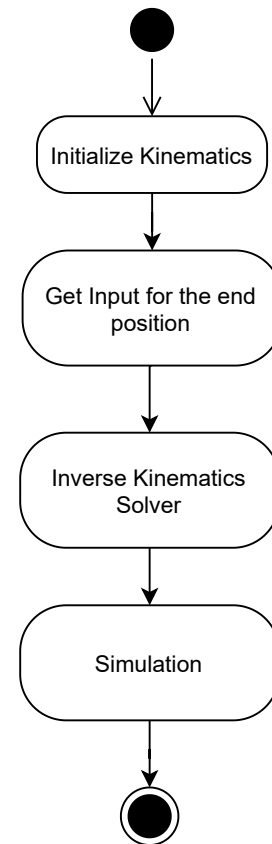 Initialize Kinematics
Get Input for the end
position
Inverse Kinematics
Solver
Simulation